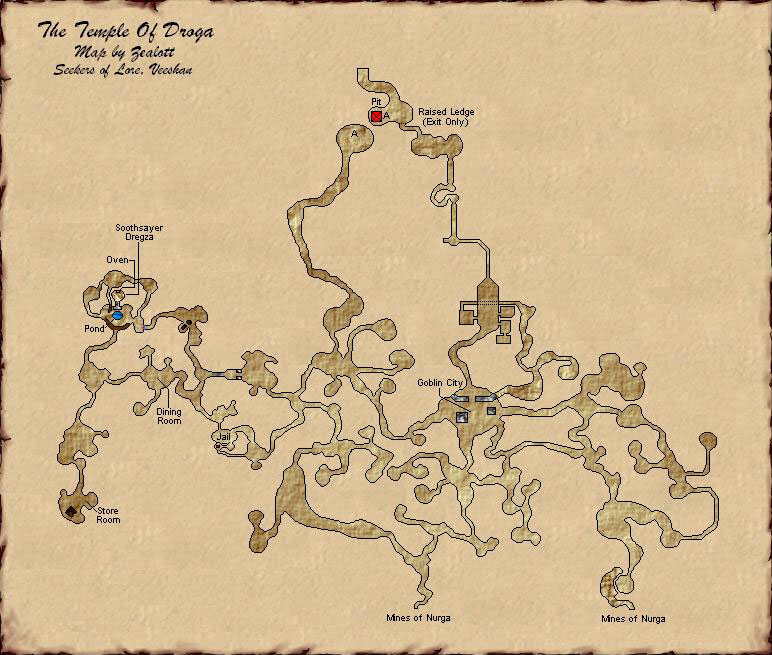 The Temple Of Droga
Map by Zealott
Seekers of Lore, Veeshan
Pit
A
Raised Ledge
(Exit Only)
A
Soothsayer
Dregza
Oven
Pond
Goblin City
Dining
Room
Jail
Store
Room
Mines of Nurga
Mines of Nurga